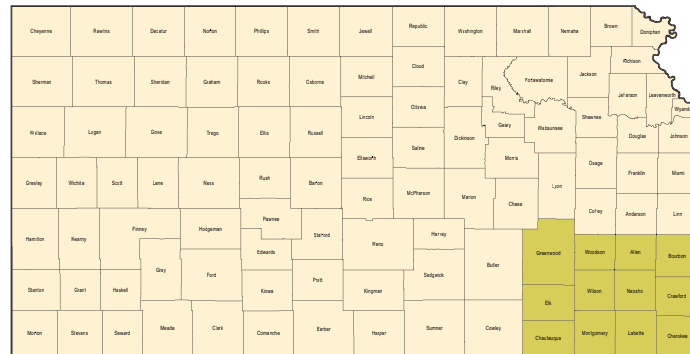 Cheyenne Rawlins Decatur Norton Phillips Smith Jewell Republic Washington Marshall Nemaha Brown Doniphan
Sherman Thomas Sheridan Graham Rooks Osborne Mitchell Cloud Clay Riley Pottawatomie Jackson Atchison
Jefferson Leavenworth Wyandotte
Wallace Logan Gove Trego Ellis Russell Lincoln Ottawa Dickinson Geary Wabaunsee Shawnee Douglas Johnson
Greeley Wichita Scott Lane Ness Rush Barton Ellsworth Saline Morris Osage Franklin Miami
Rice McPherson Marion Chase Lyon Coffey Anderson Linn
Hamilton Kearny Finney Hodgeman Pawnee Stafford Reno Harvey
Gray Ford Edwards Sedgwick Butler Greenwood Woodson Allen Bourbon
Stanton Grant Haskell Kiowa Pratt Kingman Elk Wilson Neosho Crawford
Morton Stevens Seward Meade Clark Comanche Barber Harper Sumner Cowley Chautauqua Montgomery Labette Cherokee